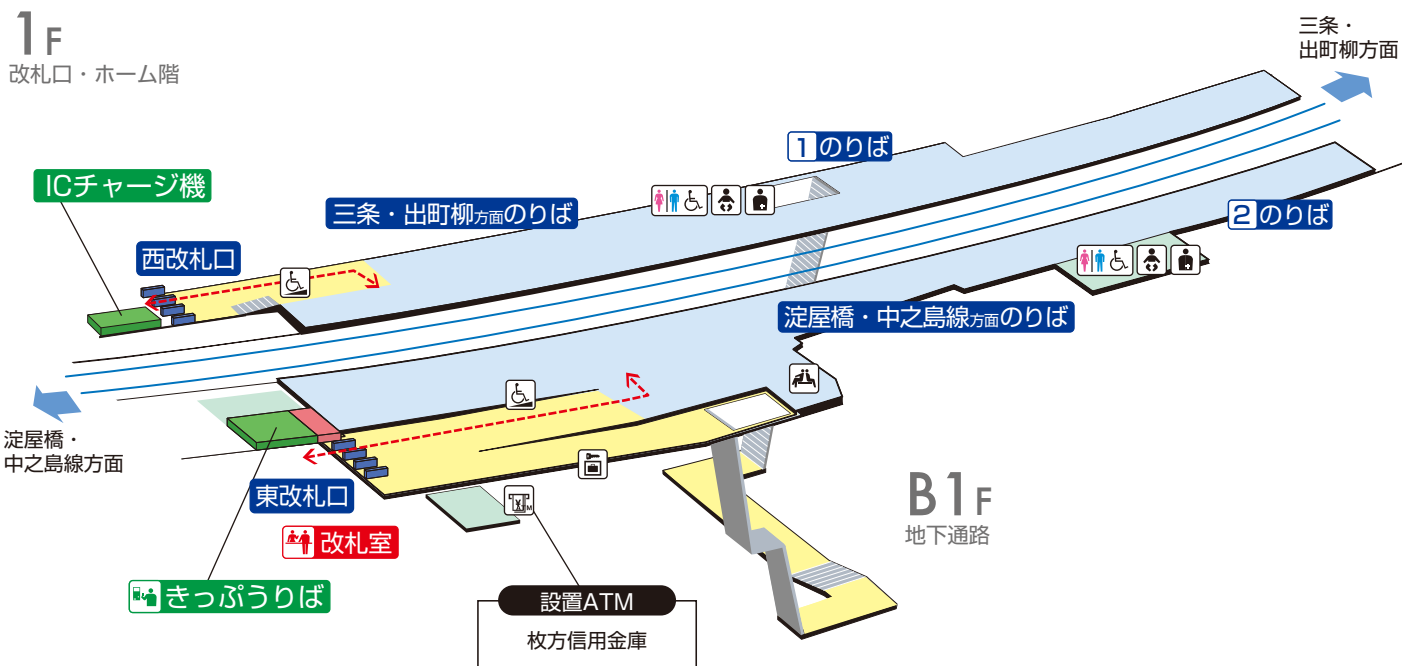 1F
改札口・ホーム階
三条・
出町柳方面
1のりば
ICチャージ機
三条・出町柳方面のりば
2のりば
西改札口
淀屋橋・中之島線方面のりば
淀屋橋・
中之島線方面
東改札口
B1F
地下通路
改札室
きっぷうりば
設置ATM
枚方信用金庫